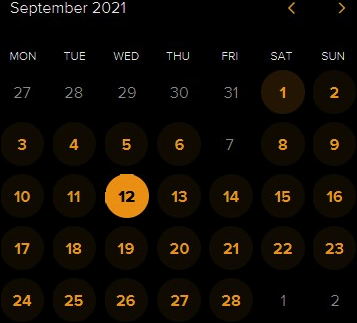 September 2021
MON TUE WED THU FRI SAT SUN
27 28 29 30 31 1 2
3 4 5 6 7 8 9
10 11 12 13 14 15 16
17 18 19 20 21 22 23
24 25 26 27 28 1 2